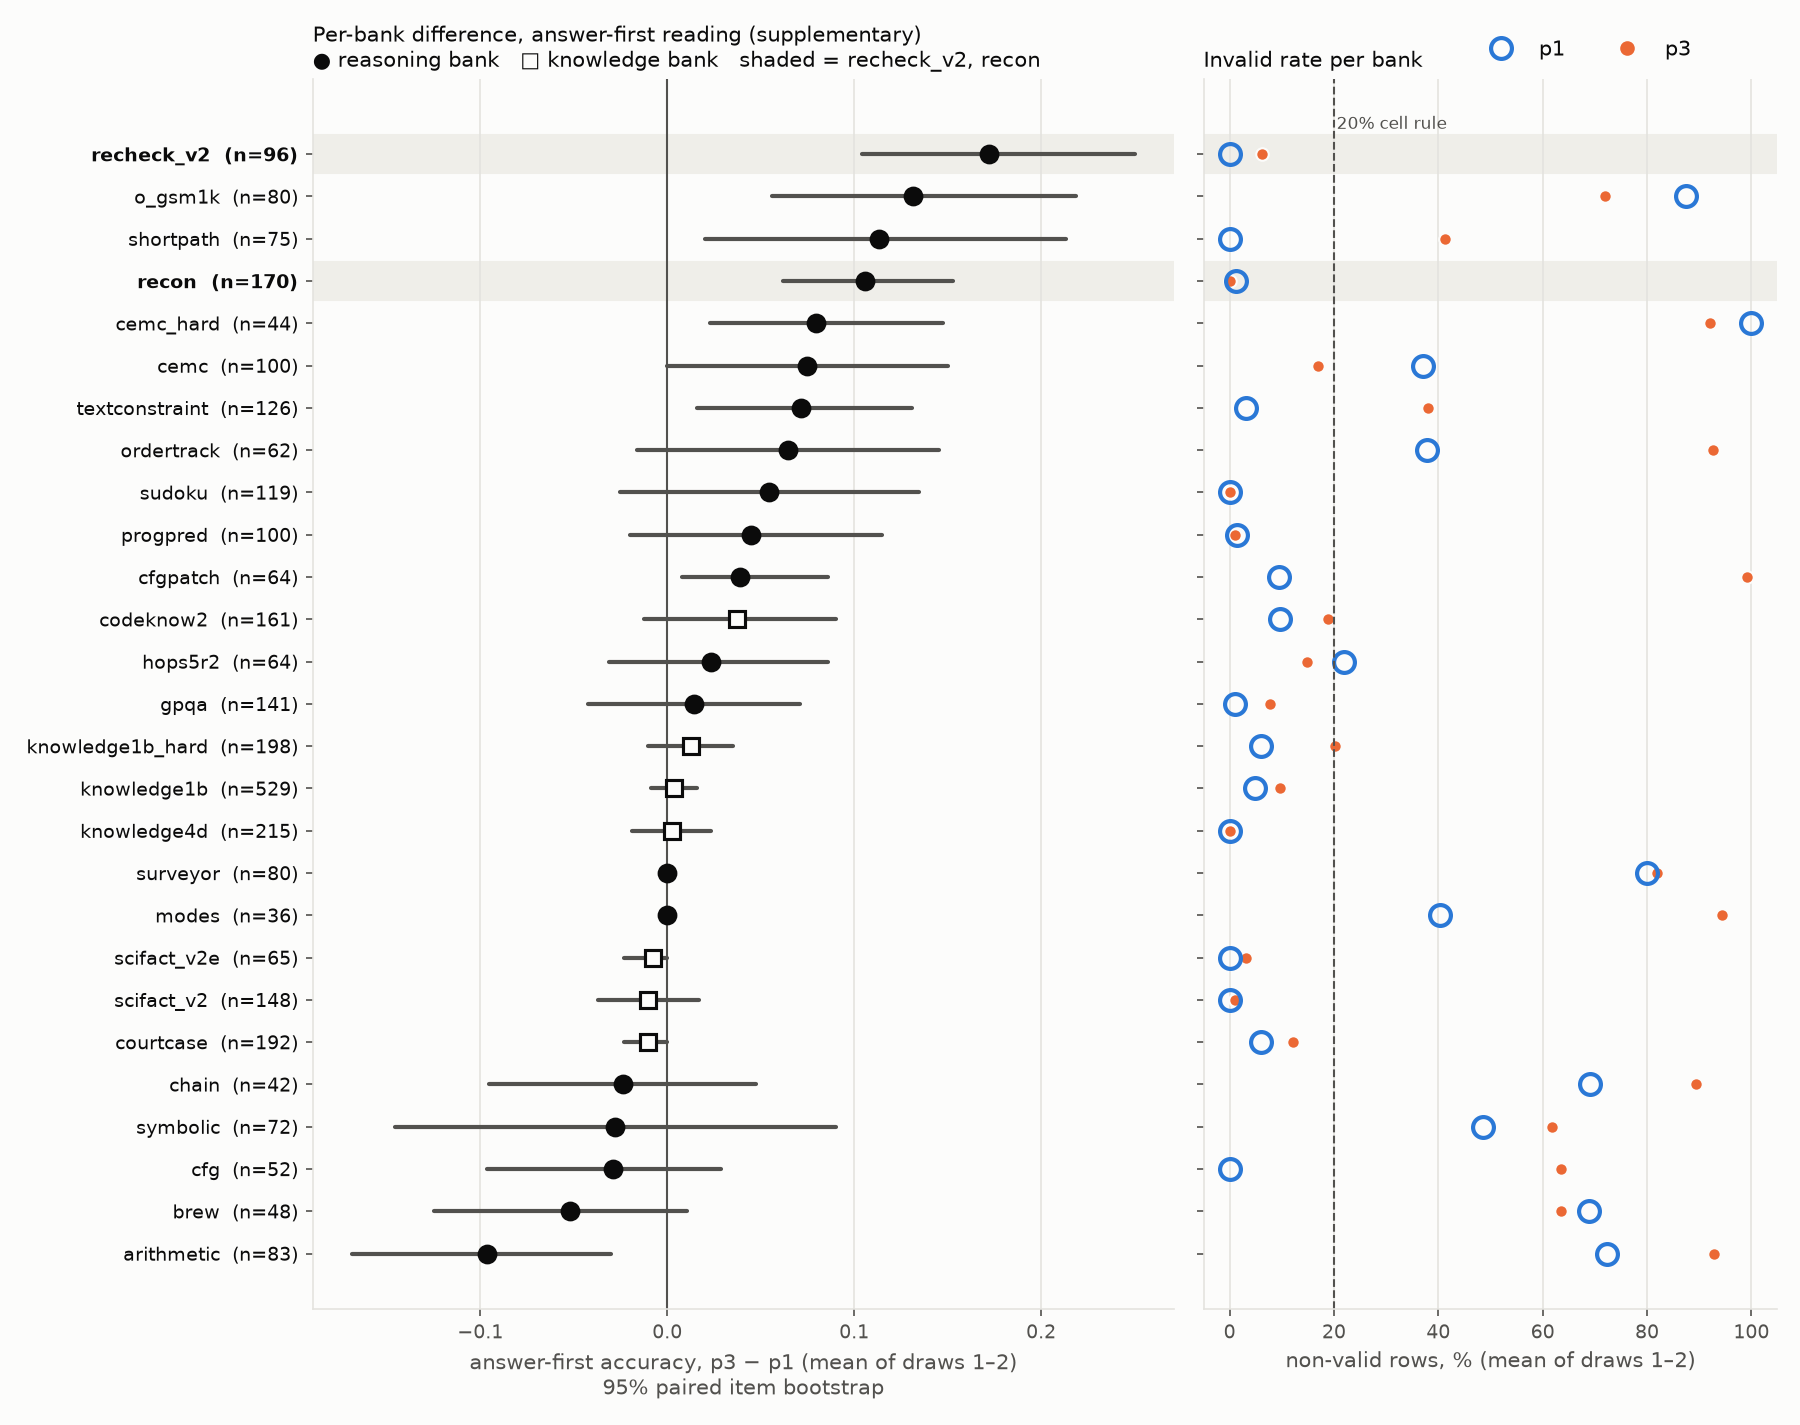 Per-bank difference, answer-first reading (supplementary)
● reasoning bank □ knowledge bank shaded = recheck_v2, recon
Invalid rate per bank
p1
p3
20% cell rule
recheck_v2 (n=96)
o_gsm1k (n=80)
shortpath (n=75)
recon (n=170)
cemc_hard (n=44)
cemc (n=100)
textconstraint (n=126)
ordertrack (n=62)
sudoku (n=119)
progpred (n=100)
cfgpatch (n=64)
codeknow2 (n=161)
hops5r2 (n=64)
gpqa (n=141)
knowledge1b_hard (n=198)
knowledge1b (n=529)
knowledge4d (n=215)
surveyor (n=80)
modes (n=36)
scifact_v2e (n=65)
scifact_v2 (n=148)
courtcase (n=192)
chain (n=42)
symbolic (n=72)
cfg (n=52)
brew (n=48)
arithmetic (n=83)
−0.1 0.0 0.1 0.2
answer-first accuracy, p3 − p1 (mean of draws 1–2)
95% paired item bootstrap
0 20 40 60 80 100
non-valid rows, % (mean of draws 1–2)